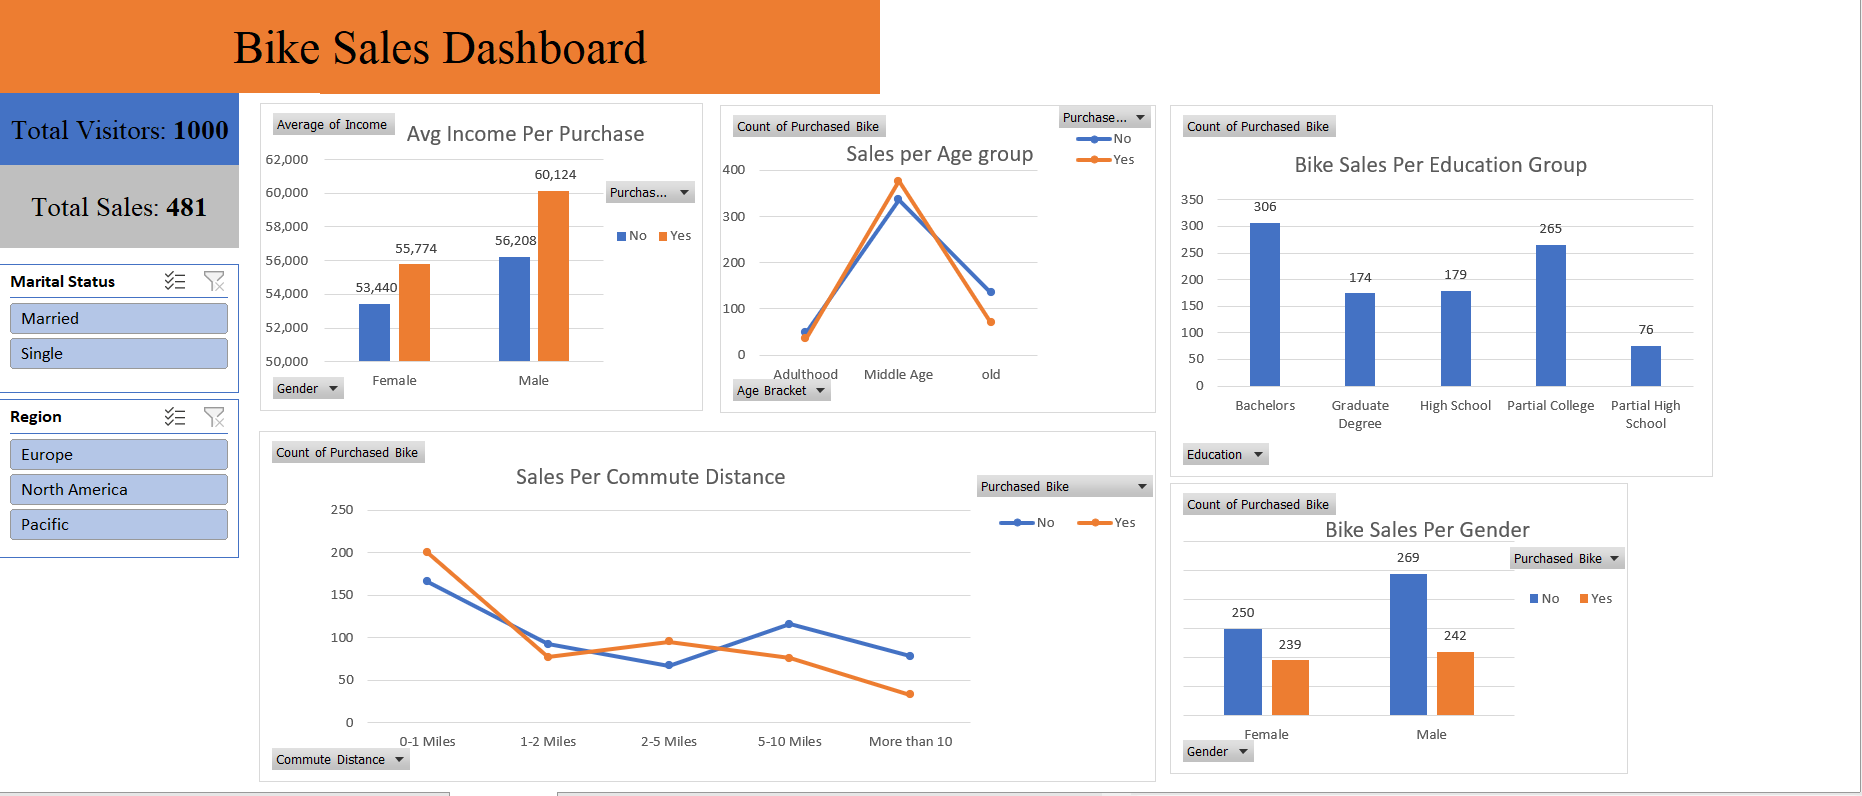 Bike Sales Dashboard
Total Visitors: 1000
Total Sales: 481
Marital Status
Married
Single
Region
Europe
North America
Pacific
Average of Income
Avg Income Per Purchase
62,000
60,000
58,000
56,000
54,000
52,000
50,000
53,440
55,774
56,208
60,124
Female
Male
Purchas...
No
Yes
Gender
Count of Purchased Bike
Sales per Age group
Purchase...
No
Yes
400
300
200
100
0
Adulthood
Middle Age
old
Age Bracket
Count of Purchased Bike
Bike Sales Per Education Group
350
300
250
200
150
100
50
0
306
174
179
265
76
Bachelors
Graduate
Degree
High School
Partial College
Partial High
School
Education
Count of Purchased Bike
Sales Per Commute Distance
Purchased Bike
No
Yes
250
200
150
100
50
0
0-1 Miles
1-2 Miles
2-5 Miles
5-10 Miles
More than 10
Commute Distance
Count of Purchased Bike
Bike Sales Per Gender
Purchased Bike
No
Yes
250
239
269
242
Female
Male
Gender